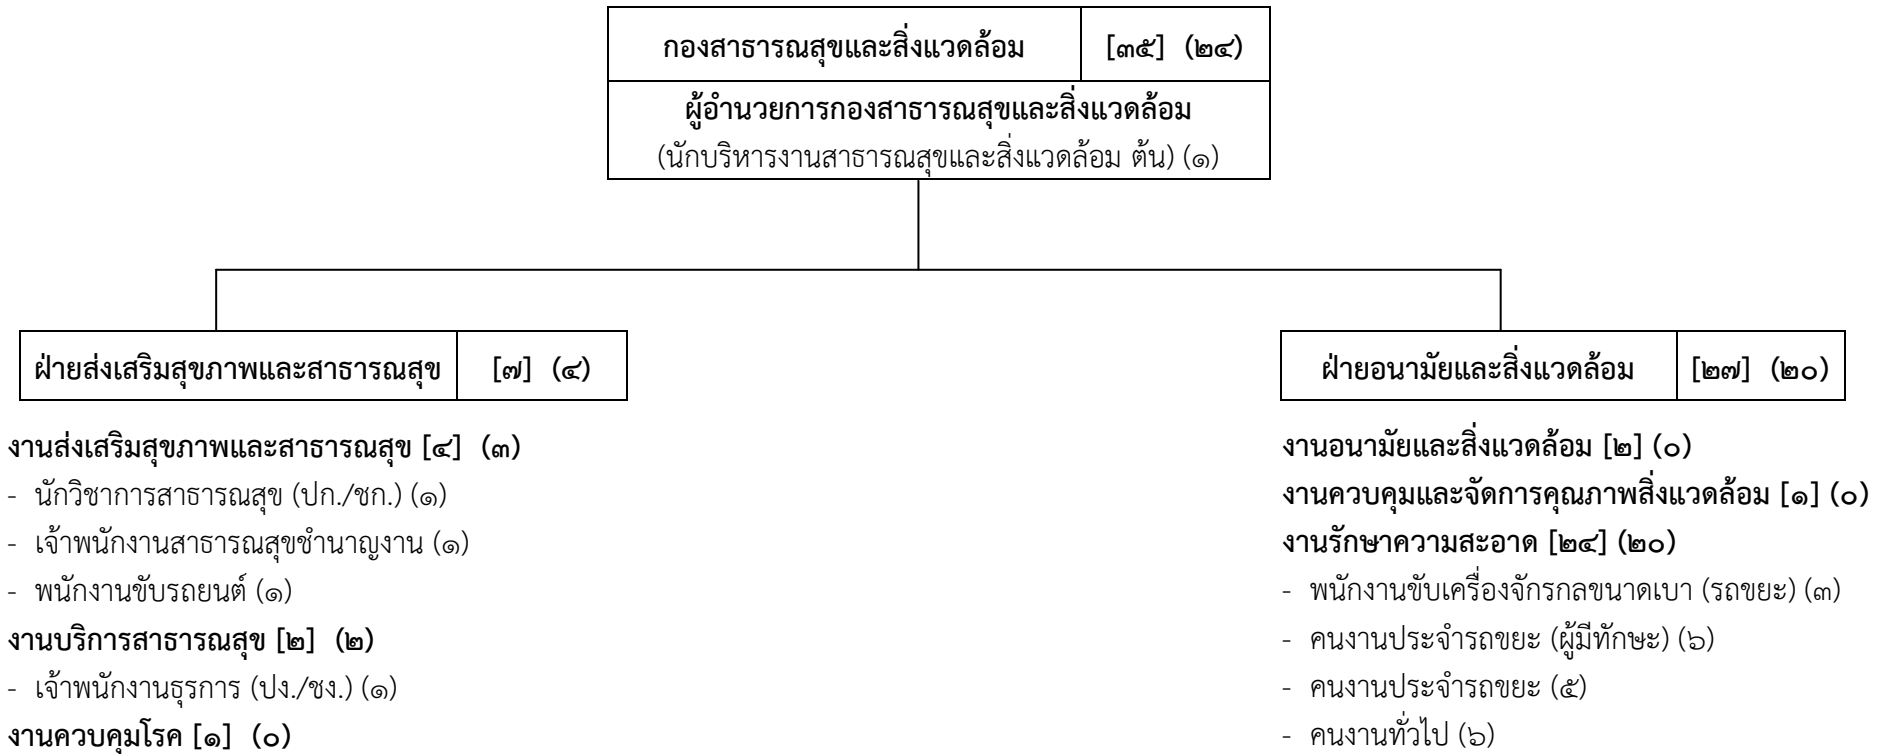 กองสาธารณสุขและสิ่งแวดล้อม [๓๕] (๒๔)
ผู้อำนวยการกองสาธารณสุขและสิ่งแวดล้อม
(นักบริหารงานสาธารณสุขและสิ่งแวดล้อม ต้น) (๑)
ฝ่ายส่งเสริมสุขภาพและสาธารณสุข [๗] (๔)
งานส่งเสริมสุขภาพและสาธารณสุข [๔] (๓)
- นักวิชาการสาธารณสุข (ปก./ชก.) (๑)
- เจ้าพนักงานสาธารณสุขชำนาญงาน (๑)
- พนักงานขับรถยนต์ (๑)
งานบริการสาธารณสุข [๒] (๒)
- เจ้าพนักงานธุรการ (ปง./ชง.) (๑)
งานควบคุมโรค [๑] (๐)
ฝ่ายอนามัยและสิ่งแวดล้อม [๒๗] (๒๐)
งานอนามัยและสิ่งแวดล้อม [๒] (๐)
งานควบคุมและจัดการคุณภาพสิ่งแวดล้อม [๑] (๐)
งานรักษาความสะอาด [๒๔] (๒๐)
- พนักงานขับเครื่องจักรกลขนาดเบา (รถขยะ) (๓)
- คนงานประจำรถขยะ (ผู้มีทักษะ) (๖)
- คนงานประจำรถขยะ (๕)
- คนงานทั่วไป (๖)